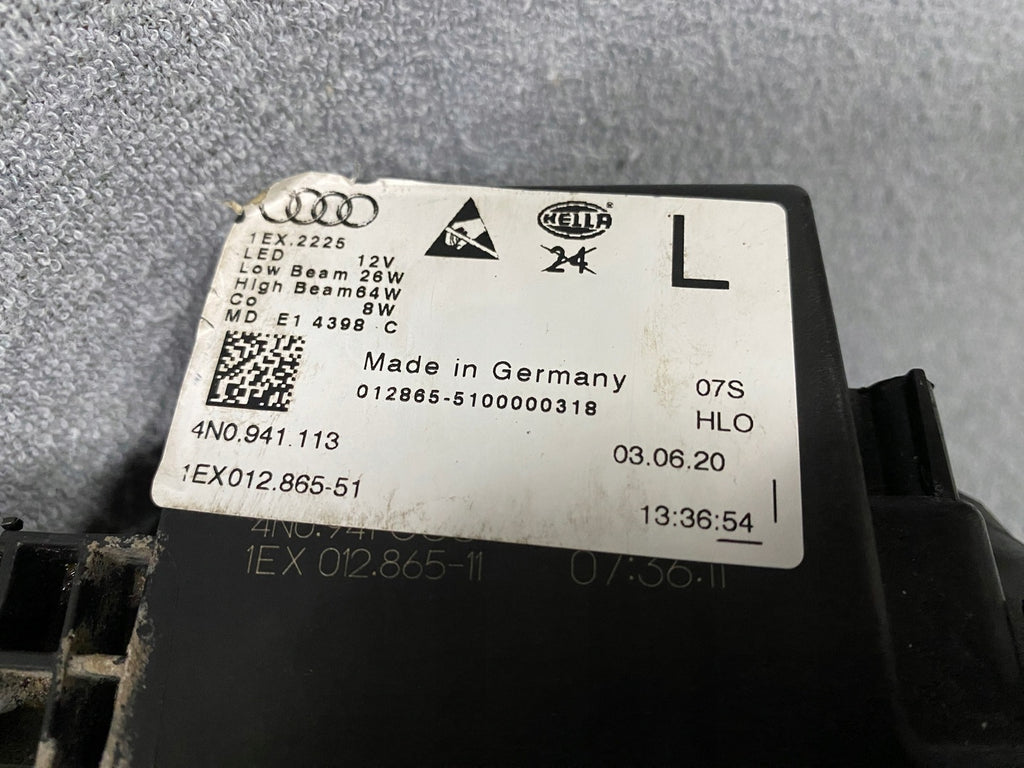 1EX.2225
LED 12V
Low Beam 26W
High Beam64W
Co 8W
MD E1 4398 C
HELLA ®
24
L
Made in Germany
012865-5100000318
07S
HLO
4N0.941.113
03.06.20
1EX012.865-51
13:36:54
1EX 012.865-11
07:36:11